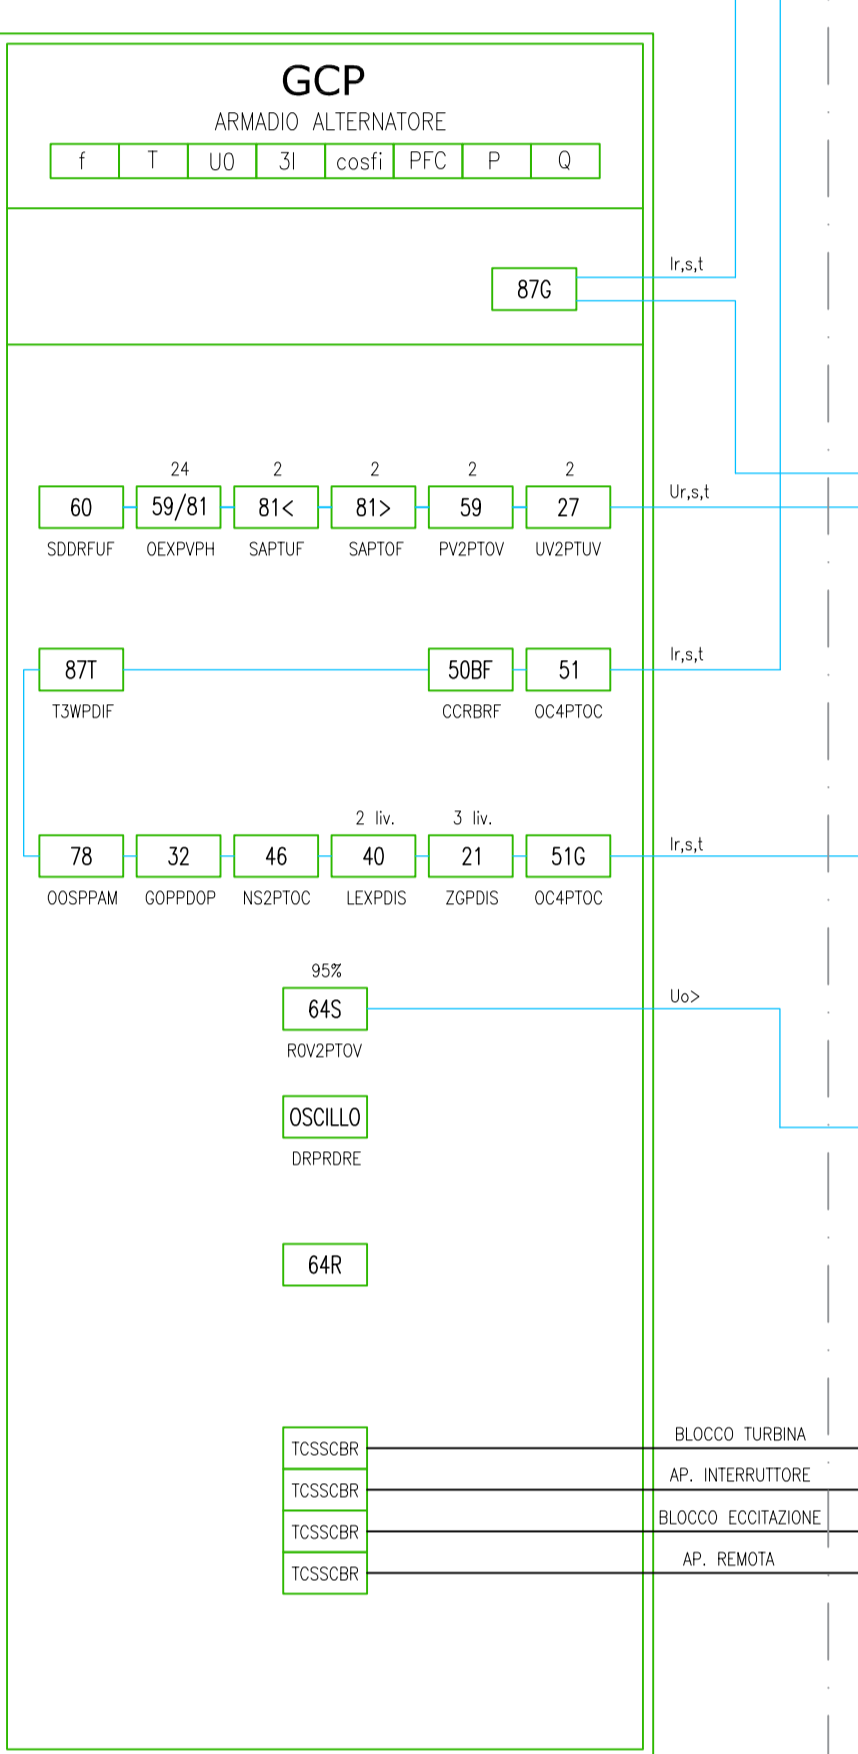 GCP
ARMADIO ALTERNATORE
f T U0 3I cosfi PFC P Q
Ir,s,t
87G
24 2 2 2 2
Ur,s,t
60 59/81 81< 81> 59 27
SDDRFUF OEXPVPH SAPTUF SAPTOF PV2PTOV UV2PTUV
Ir,s,t
87T 50BF 51
T3WPDIF CCRBRF OC4PTOC
2 liv. 3 liv.
Ir,s,t
78 32 46 40 21 51G
OOSPPAM GOPPDOP NS2PTOC LEXPDIS ZGPDIS OC4PTOC
95%
Uo>
64S
ROV2PTOV
OSCILLO
DRPRDRE
64R
BLOCCO TURBINA
TCSSCBR
AP. INTERRUTTORE
TCSSCBR
BLOCCO ECCITAZIONE
TCSSCBR
AP. REMOTA
TCSSCBR